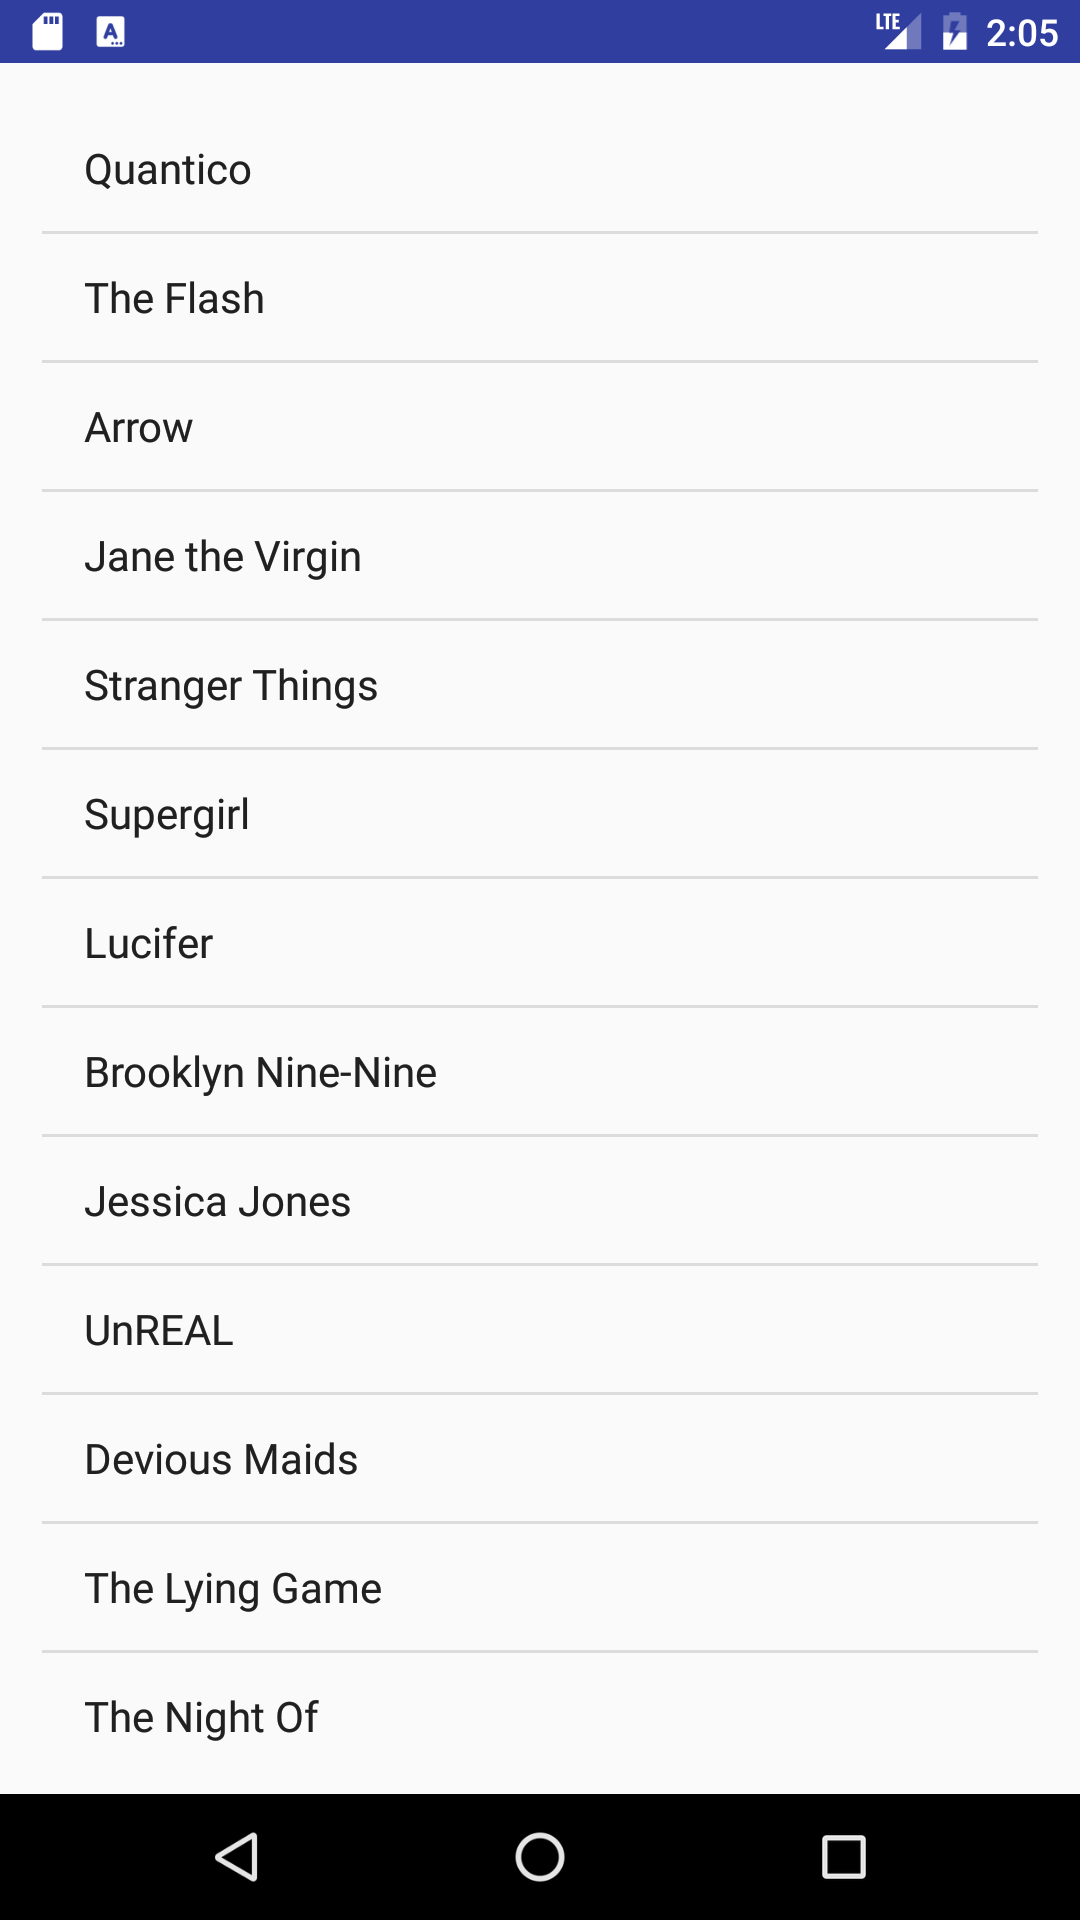 LTE 2:05
Quantico
The Flash
Arrow
Jane the Virgin
Stranger Things
Supergirl
Lucifer
Brooklyn Nine-Nine
Jessica Jones
UnREAL
Devious Maids
The Lying Game
The Night Of